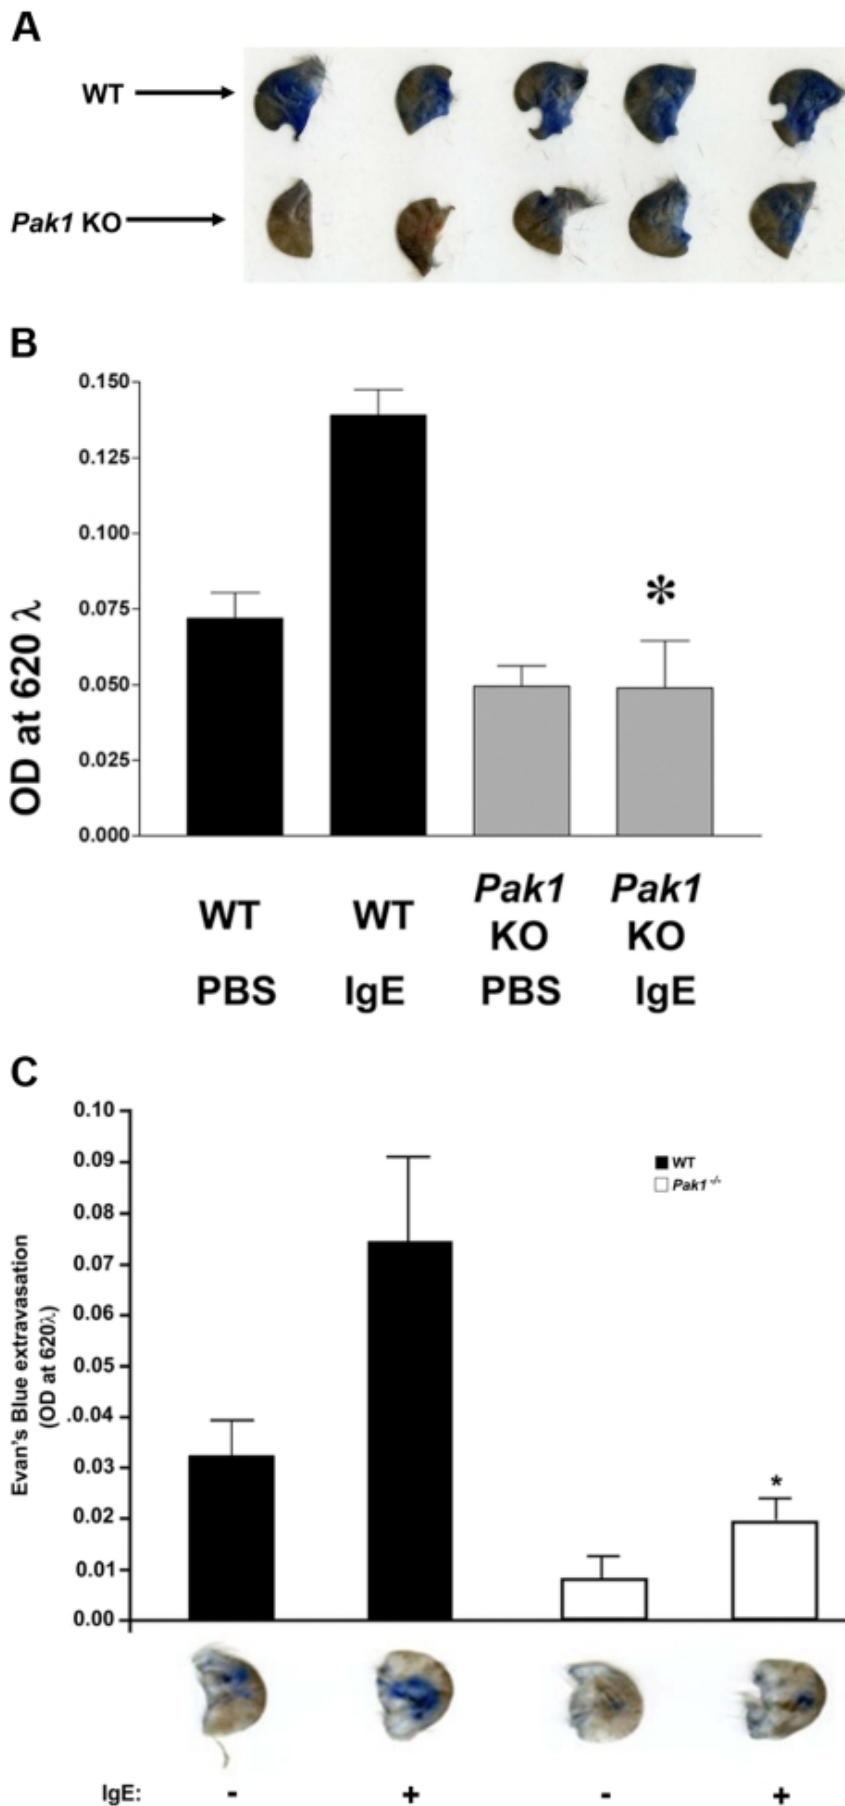 A
WT
Pak1 KO
B
0.150
0.125
0.100
0.075
0.050
0.025
0.000
OD at 620 λ
*
WT
WT
Pak1
KO
Pak1
KO
PBS
IgE
PBS
IgE
C
0.10
0.09
0.08
0.07
0.06
0.05
.0.04
0.03
0.02
0.01
0.00
Evan's Blue extravasation
(OD at 620λ)
WT
Pak1 -/-
*
IgE: - + - +